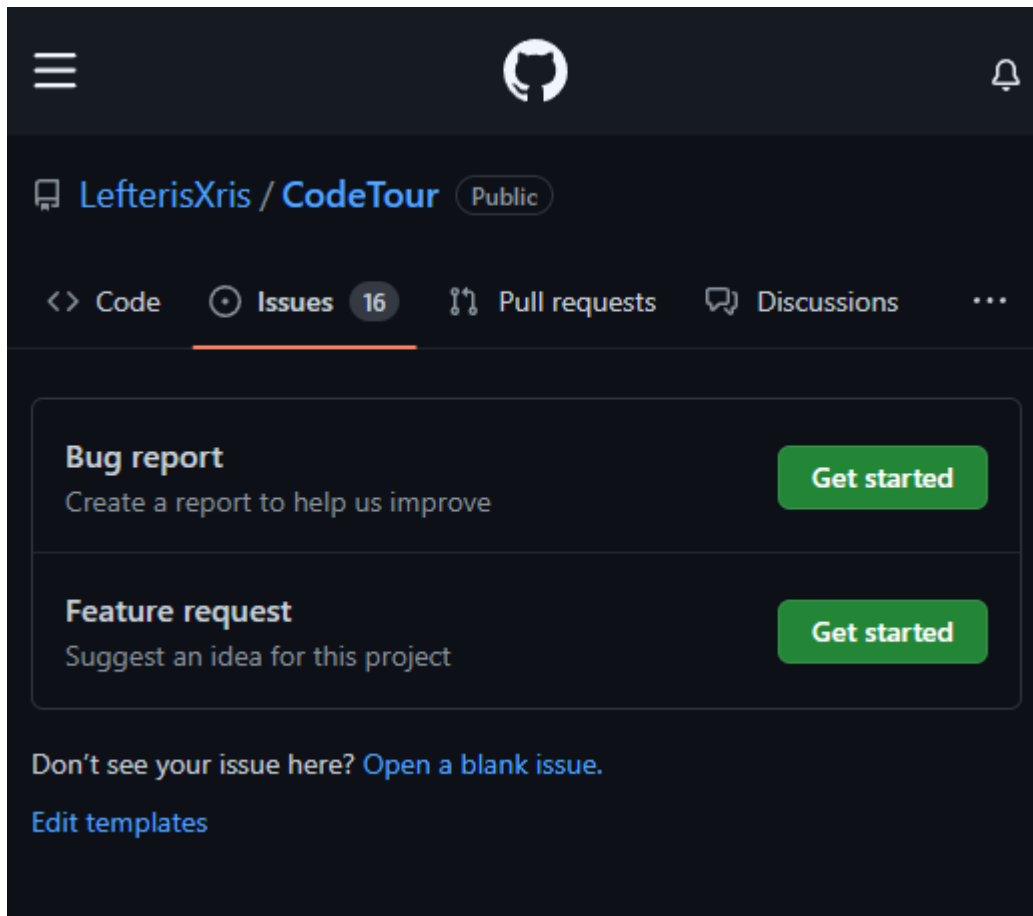 LefterisXris / CodeTour Public
<> Code Issues 16 Pull requests Discussions ...
Bug report
Create a report to help us improve
Get started
Feature request
Suggest an idea for this project
Get started
Don’t see your issue here? Open a blank issue.
Edit templates